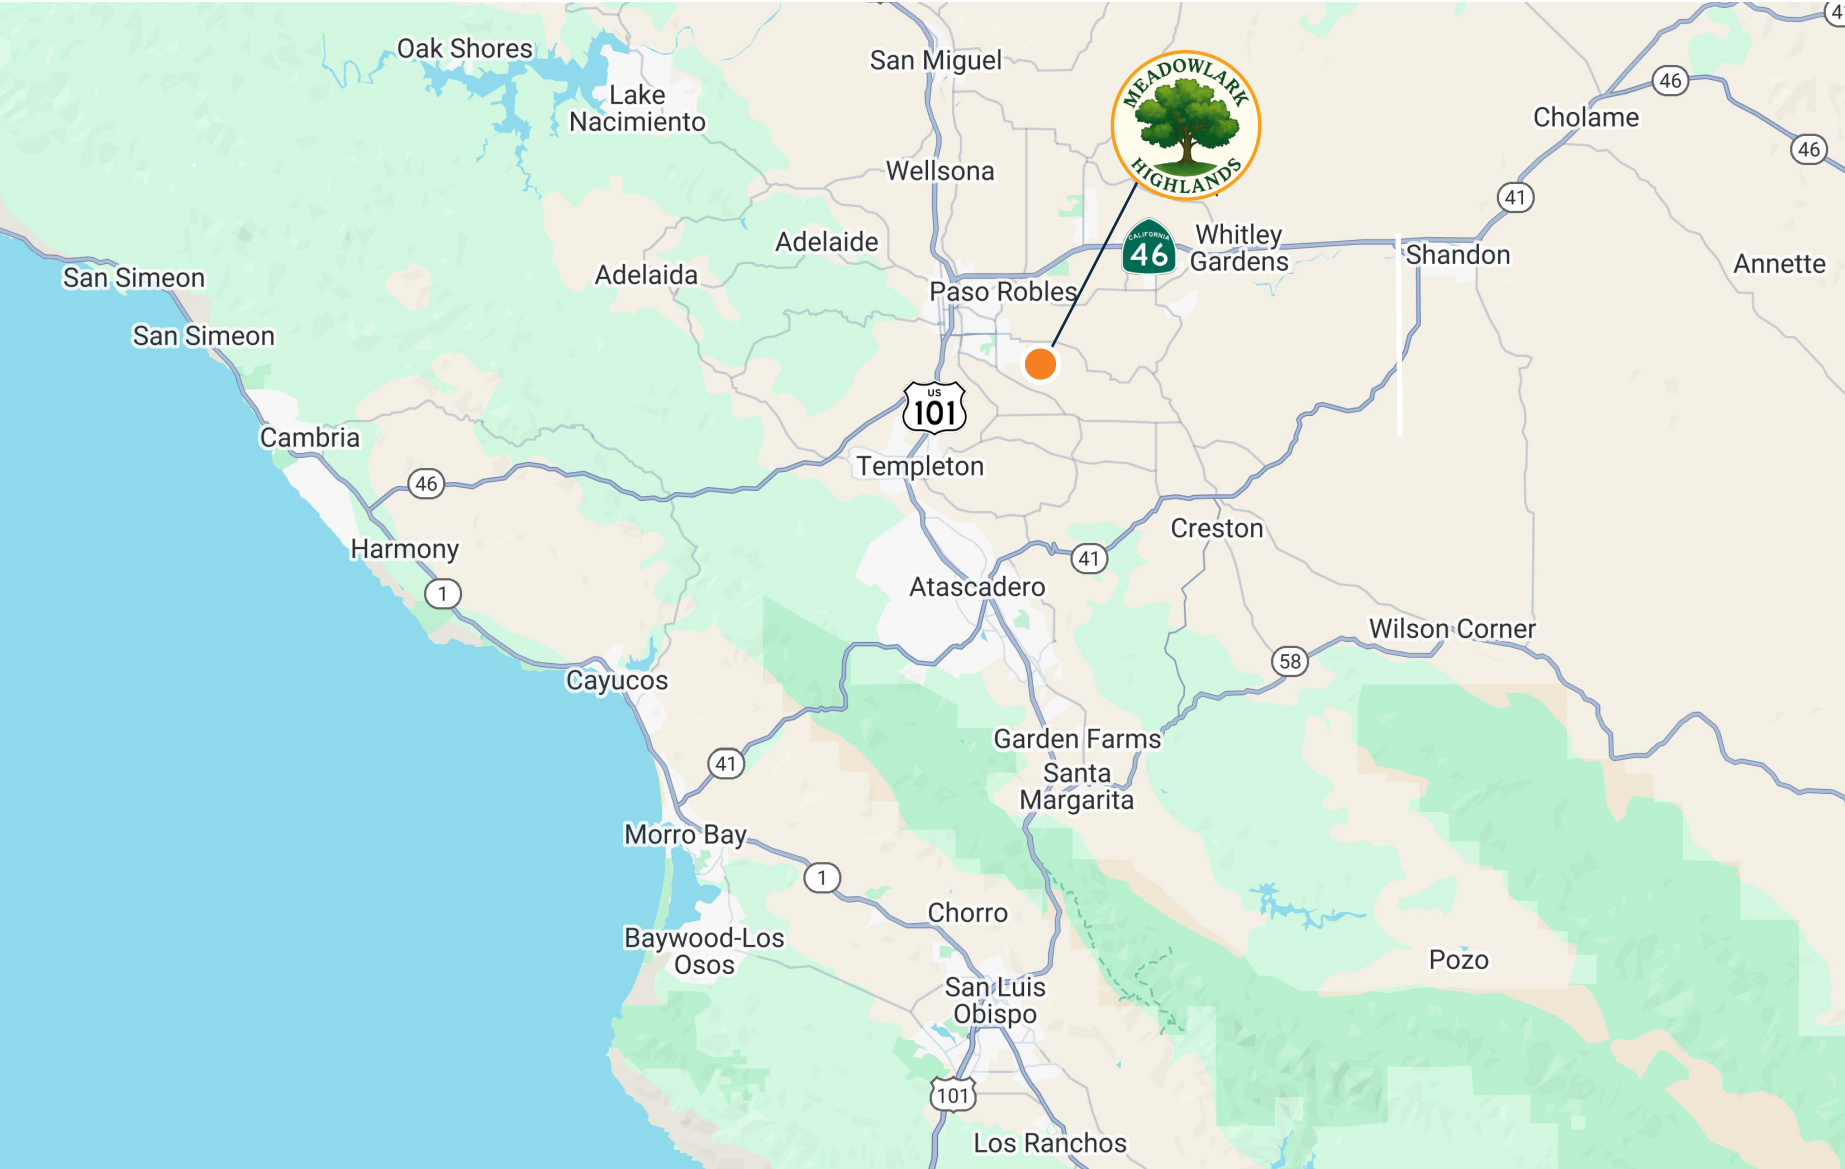 Oak Shores
San Miguel
MEADOWLARK
HIGHLANDS
Lake
Nacimiento
46
Cholame
46
Wellsona
41
Adelaide
CALIFORNIA
46
Whitley
Gardens
Shandon
Annette
San Simeon
Adelaida
Paso Robles
San Simeon
US
101
Cambria
Templeton
46
Creston
Harmony
41
Atascadero
1
Wilson Corner
58
Cayucos
Garden Farms
41
Santa
Margarita
Morro Bay
1
Chorro
Baywood-Los
Osos
Pozo
San Luis
Obispo
101
Los Ranchos